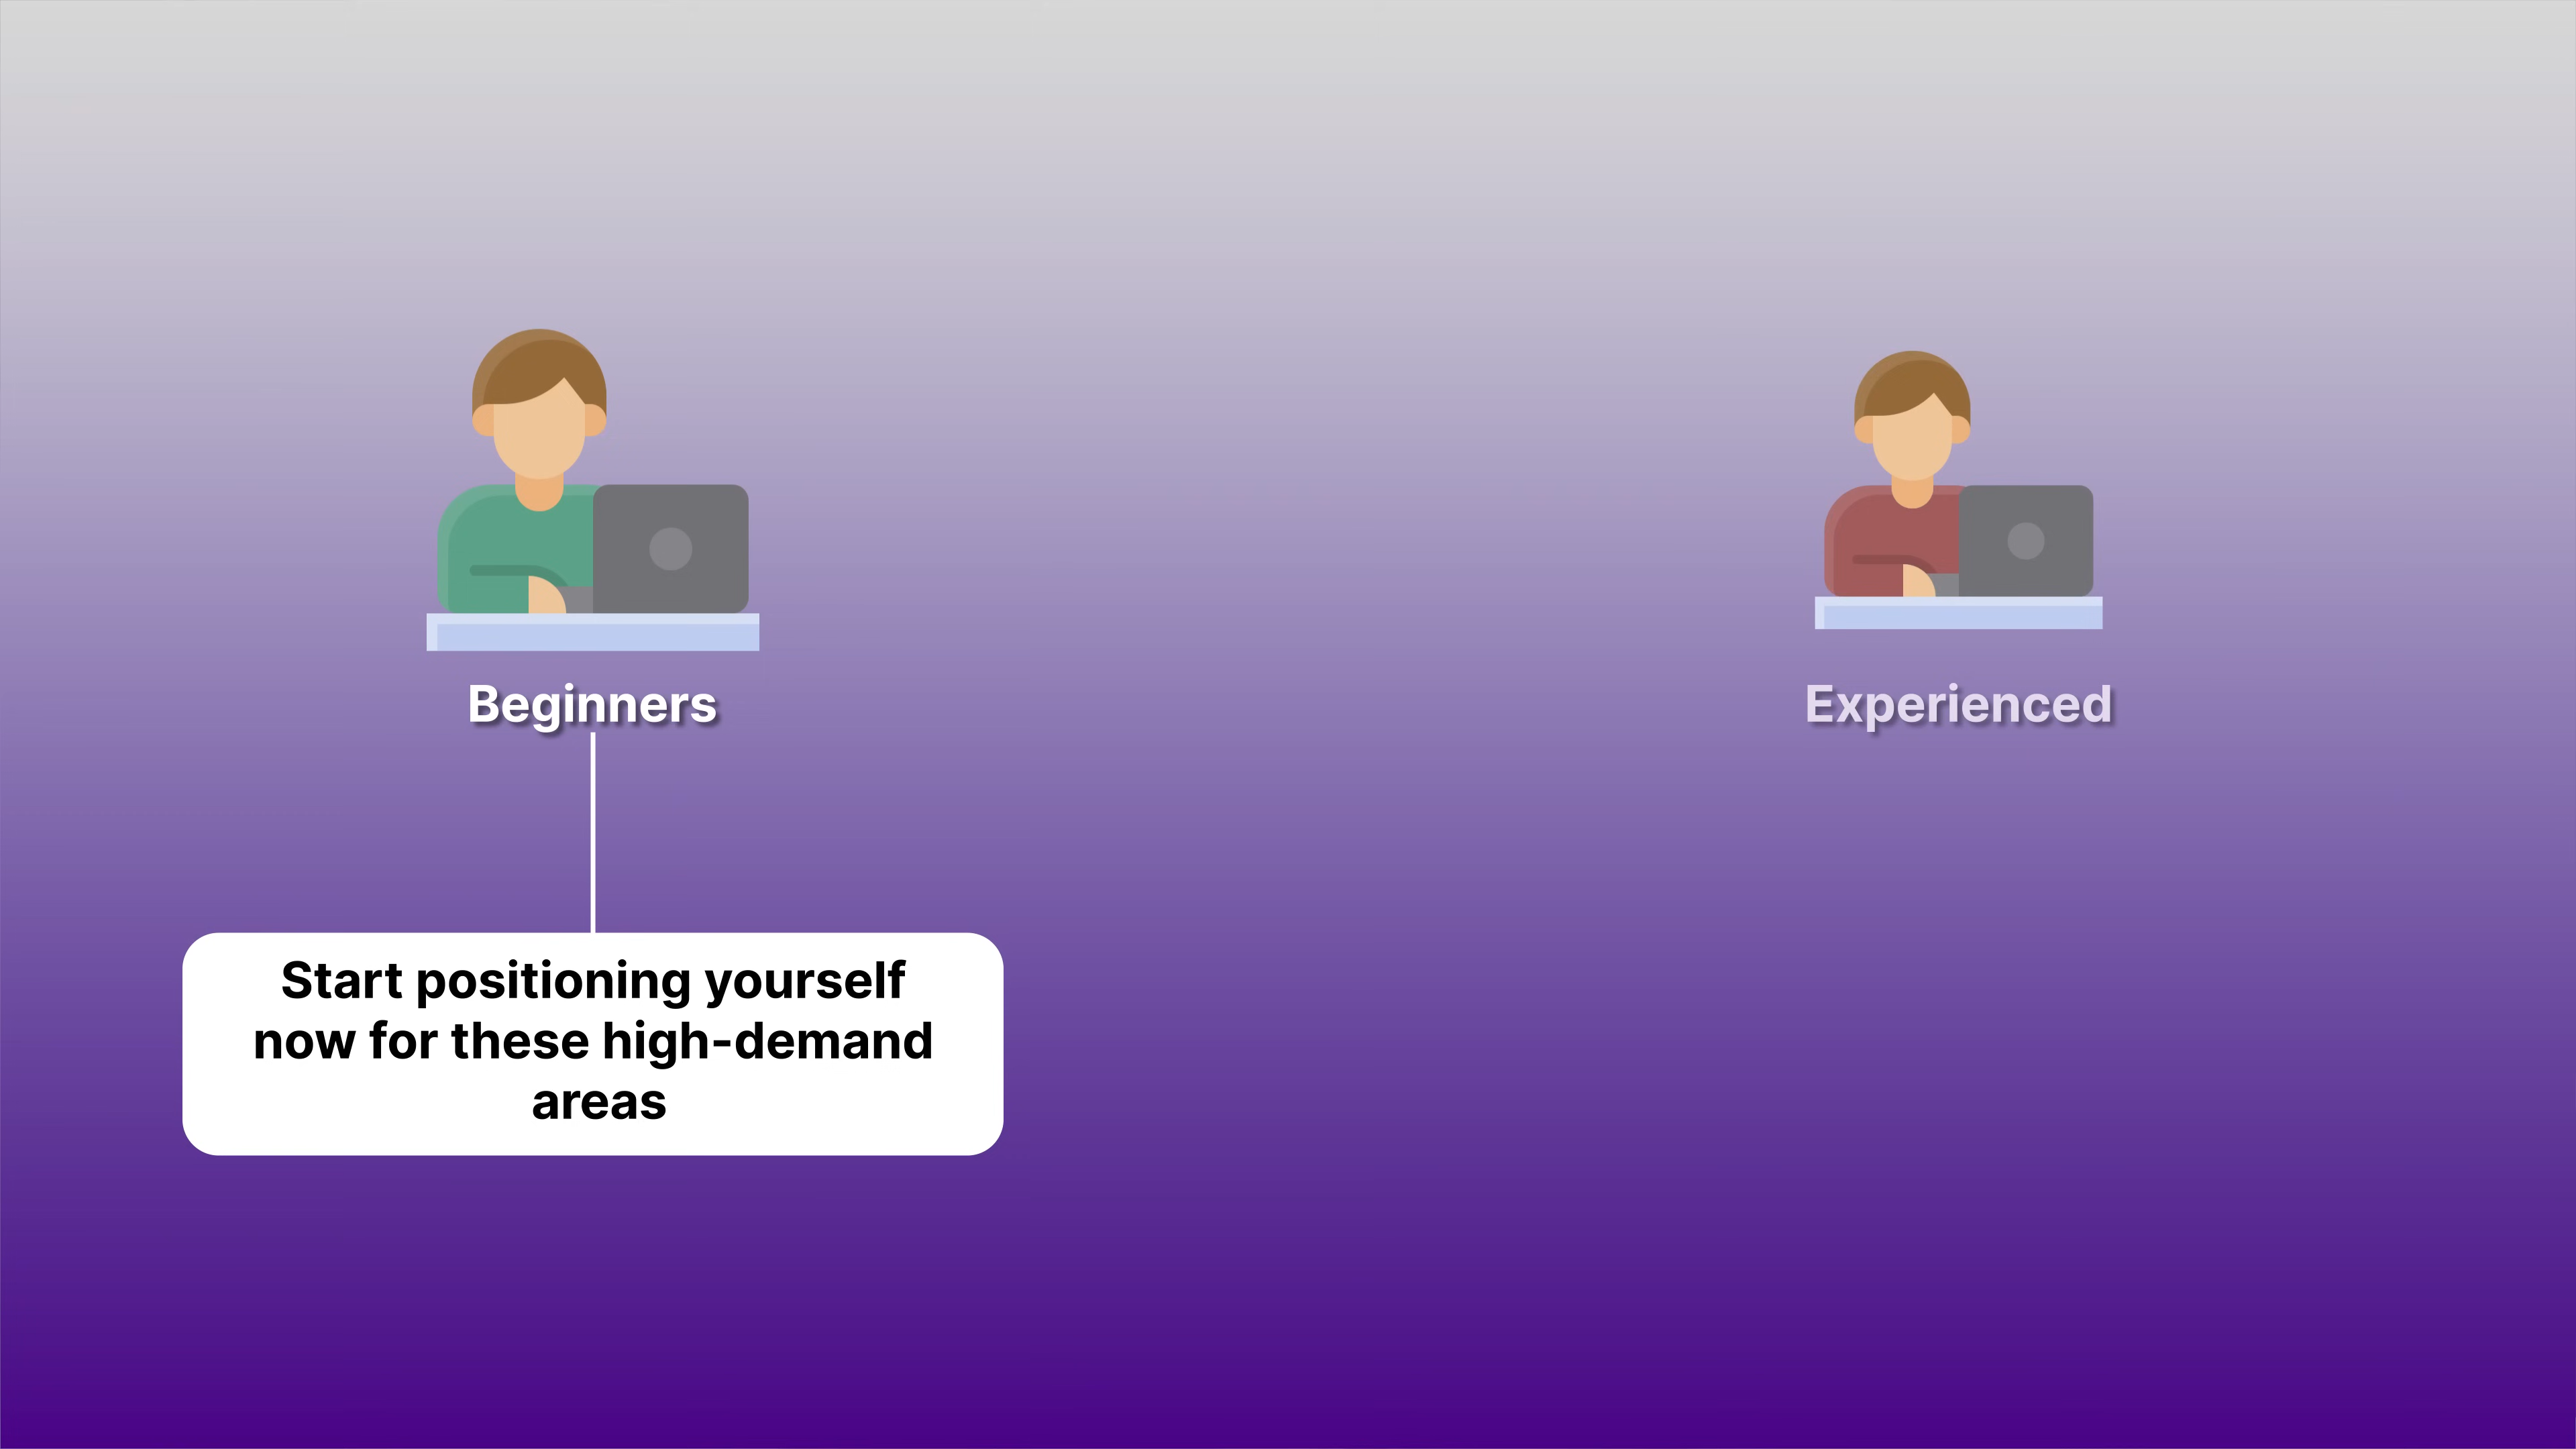 Beginners
Experienced
Start positioning yourself
now for these high-demand
areas